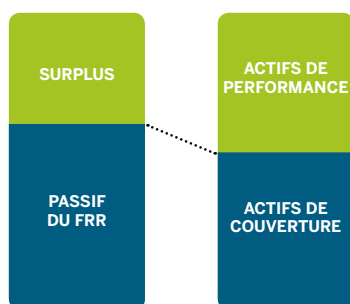 SURPLUS
PASSIF
DU FRR
ACTIFS DE
PERFORMANCE
ACTIFS DE
COUVERTURE